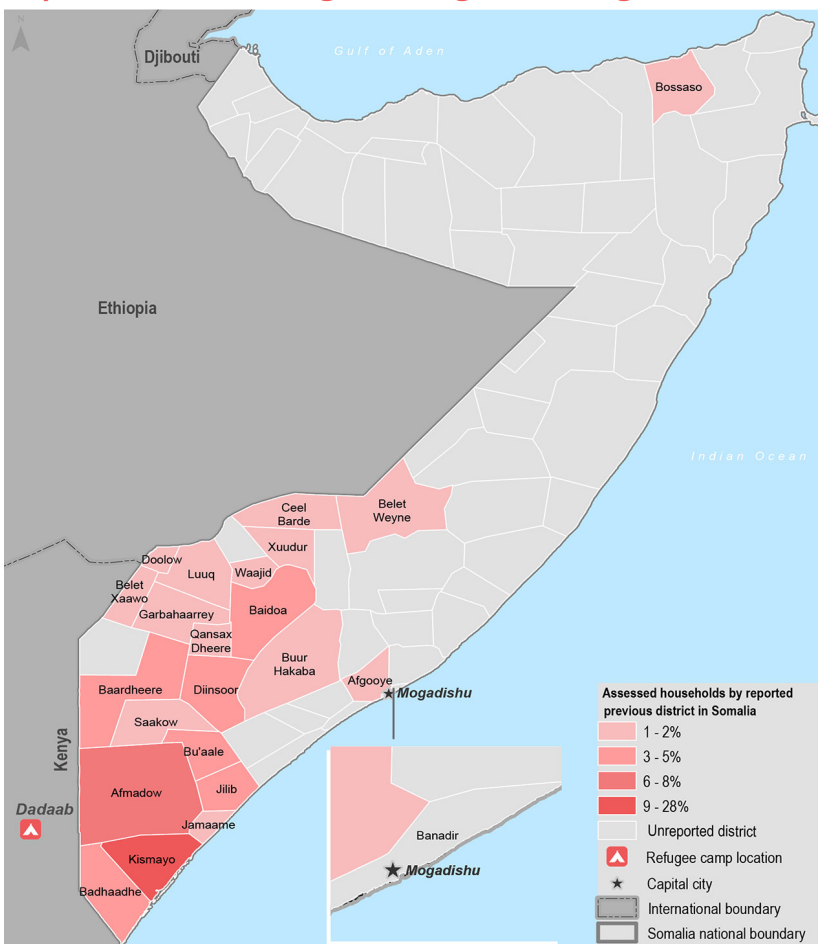 N
Djibouti
Gulf of Aden
Bossaso
Ethiopia
Indian Ocean
Ceel
Barde
Belet
Weyne
Xuudur
Doolow
Luuq
Waajid
Belet
Xaawo
Garbahaarrey
Baidoa
Qansax
Dheere
Buur
Hakaba
Baardheere
Diinsoor
Afgooye
Mogadishu
Saakow
Kenya
Bu'aale
Afmadow
Jilib
Dadaab
Jamaame
Kismayo
Badhaadhe
Banadir
Mogadishu
Assessed households by reported
previous district in Somalia
1 - 2%
3 - 5%
6 - 8%
9 - 28%
Unreported district
Refugee camp location
Capital city
International boundary
Somalia national boundary